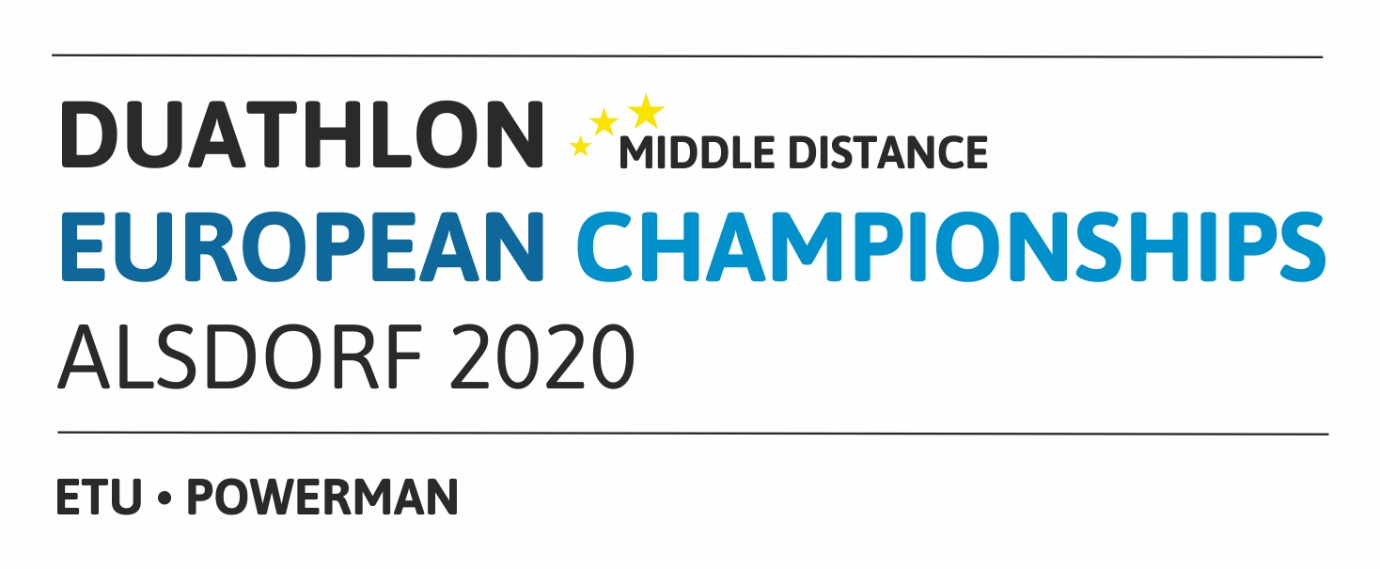 DUATHLON MIDDLE DISTANCE
EUROPEAN CHAMPIONSHIPS
ALSDORF 2020
ETU • POWERMAN